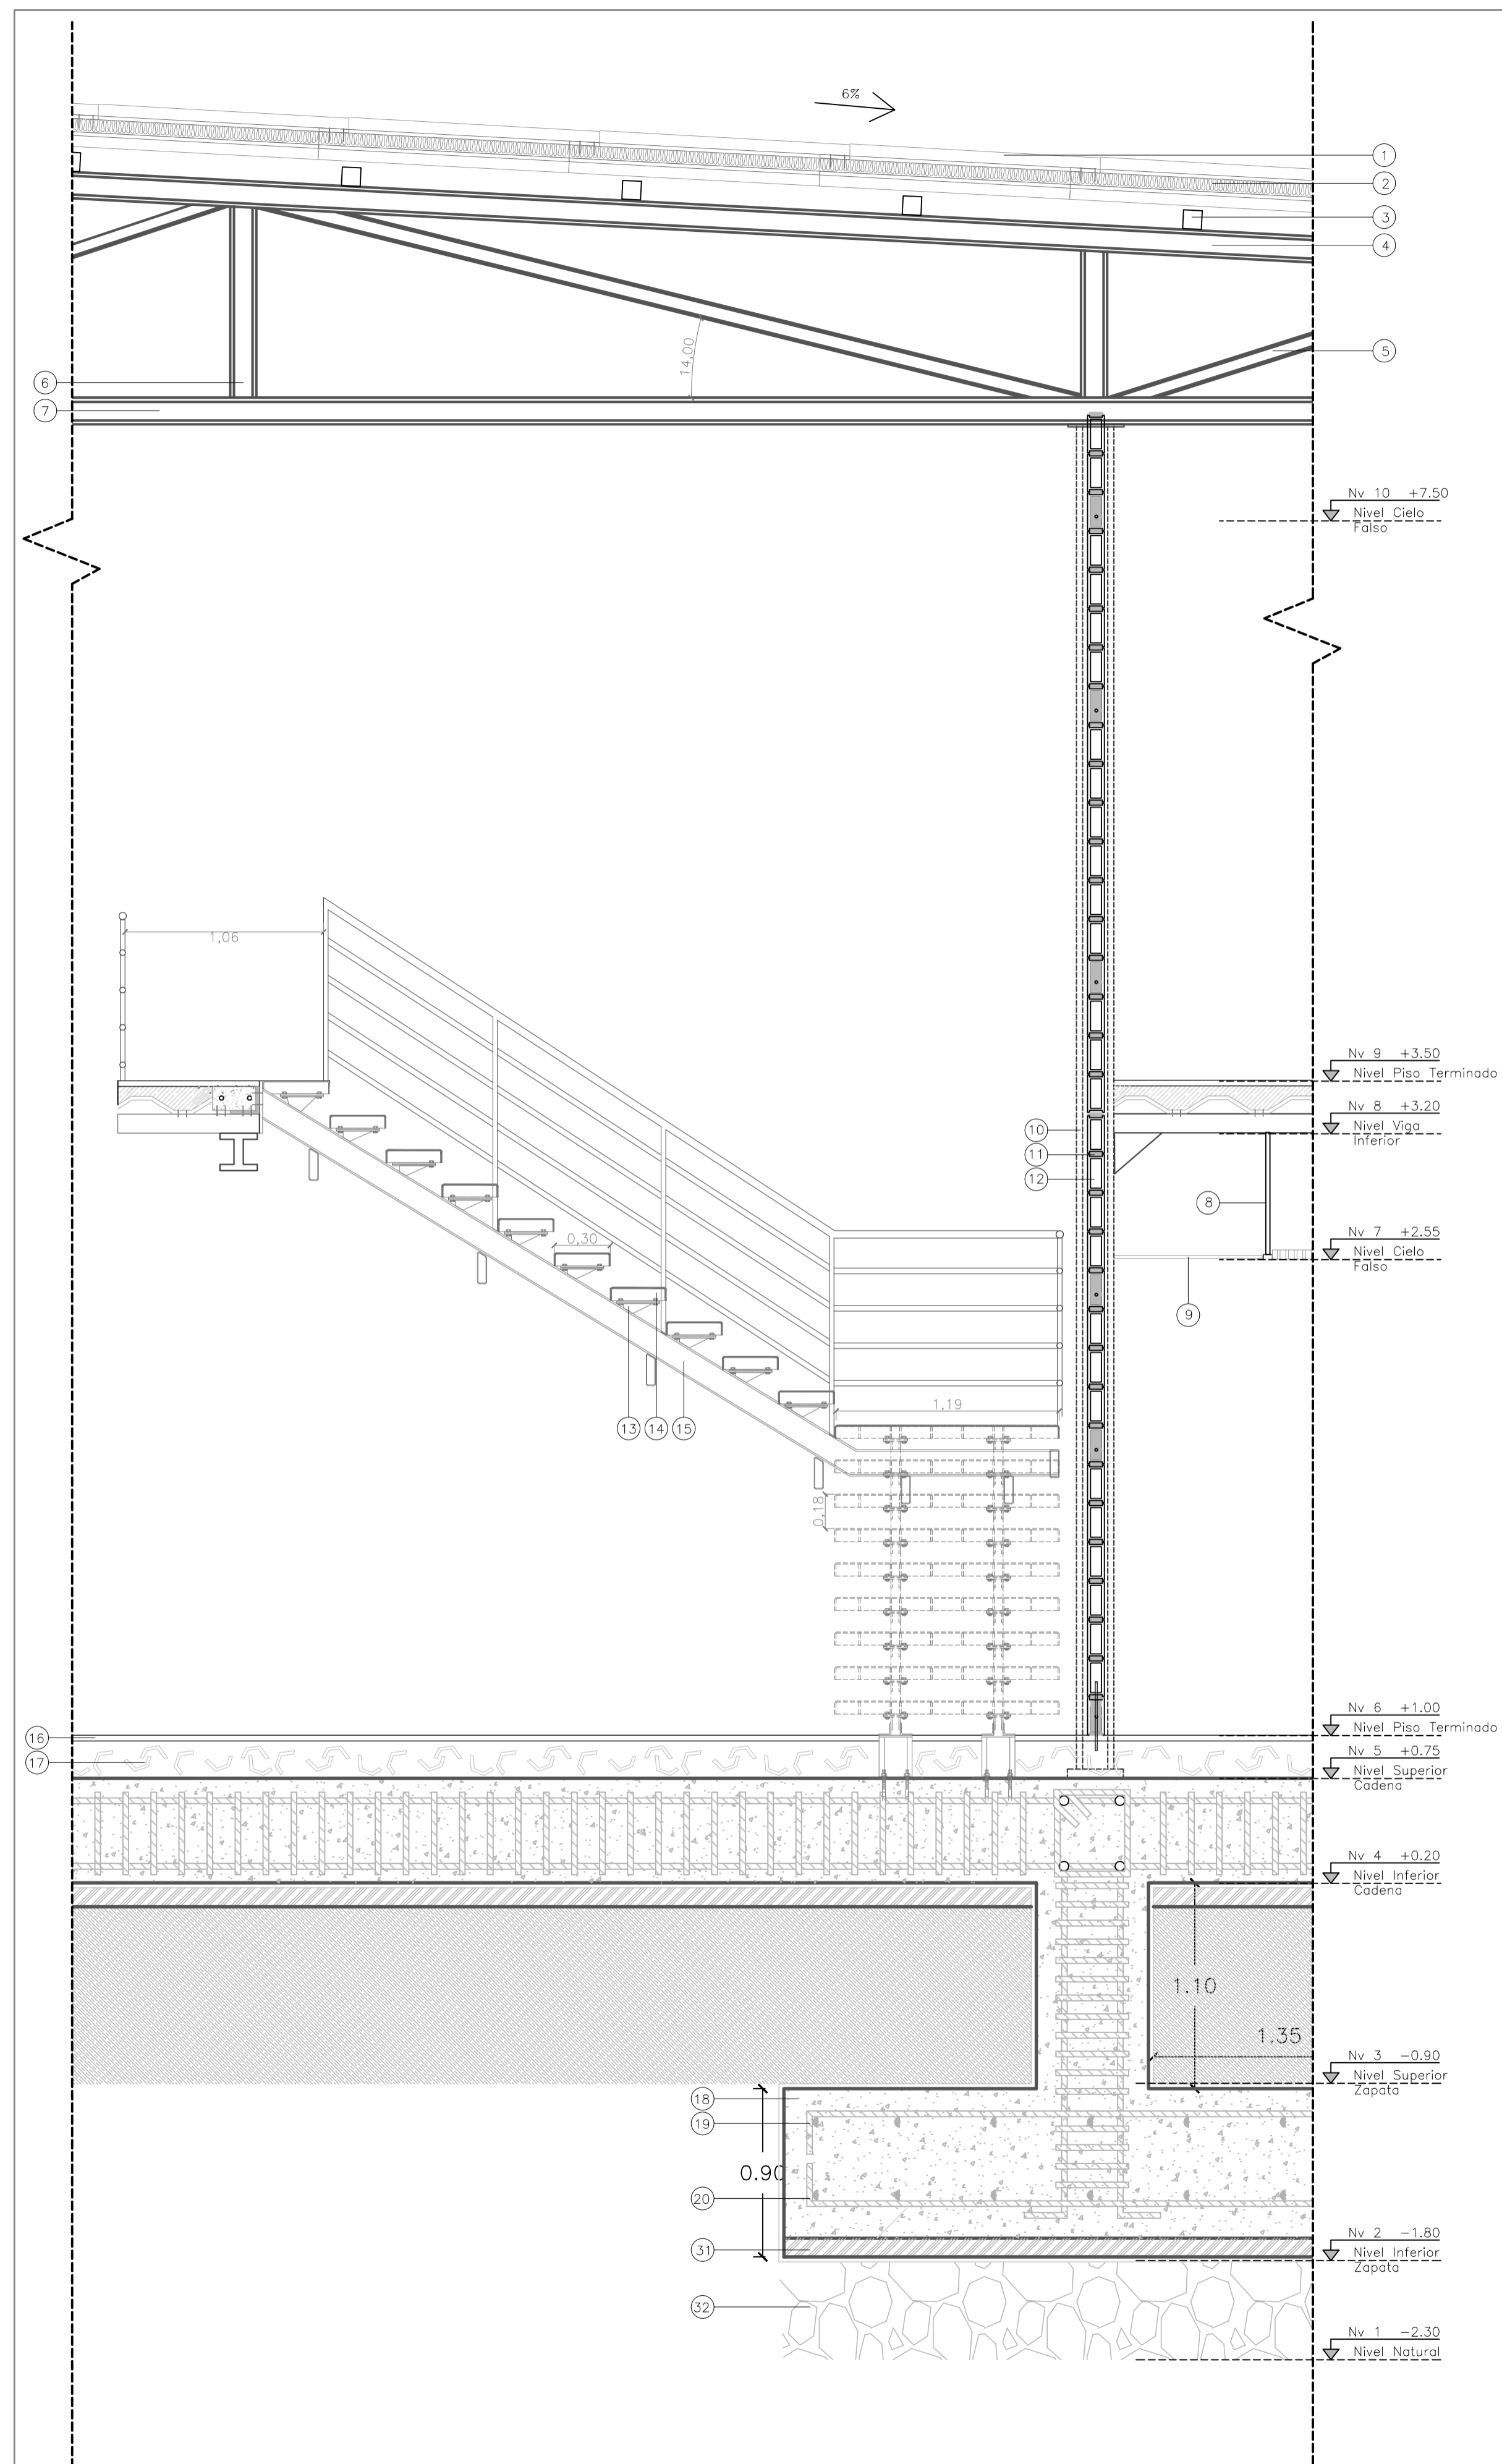 6%
1
2
3
4
14,00
5
6
7
Nv 10 +7.50
Nivel Cielo
Falso
1,06
Nv 9 +3.50
Nivel Piso Terminado
Nv 8 +3.20
Nivel Viga
Inferior
10
11
12
8
Nv 7 +2.55
Nivel Cielo
Falso
0,30
9
13
14
15
1,19
0,18
Nv 6 +1.00
Nivel Piso Terminado
16
17
Nv 5 +0.75
Nivel Superior
Cadena
Nv 4 +0.20
Nivel Inferior
Cadena
1.10
1.35
Nv 3 -0.90
Nivel Superior
Zapata
18
19
0.90
20
31
Nv 2 -1.80
Nivel Inferior
Zapata
32
Nv 1 -2.30
Nivel Natural